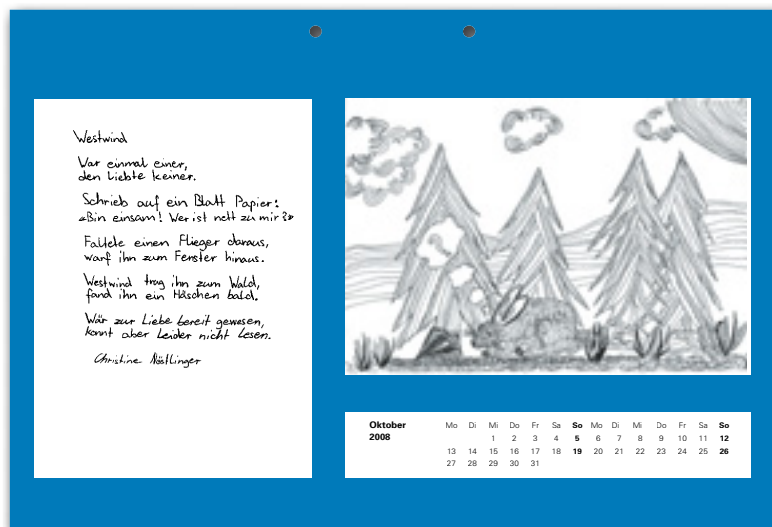 Westwind
War einmal einer,
den liebte keiner.
Schrieb auf ein Blatt Papier:
«Bin einsam! Wer ist nett zu mir?»
Faltete einen Flieger daraus,
warf ihn zum Fenster hinaus.
Westwind trug ihn zum Wald,
fand ihn ein Häschen bald.
Wär zur Liebe bereit gewesen,
konnt aber leider nicht lesen.
Christine Nöstlinger
Oktober
2008
Mo Di Mi Do Fr Sa So Mo Di Mi Do Fr Sa So
1 2 3 4 5 6 7 8 9 10 11 12
13 14 15 16 17 18 19 20 21 22 23 24 25 26
27 28 29 30 31